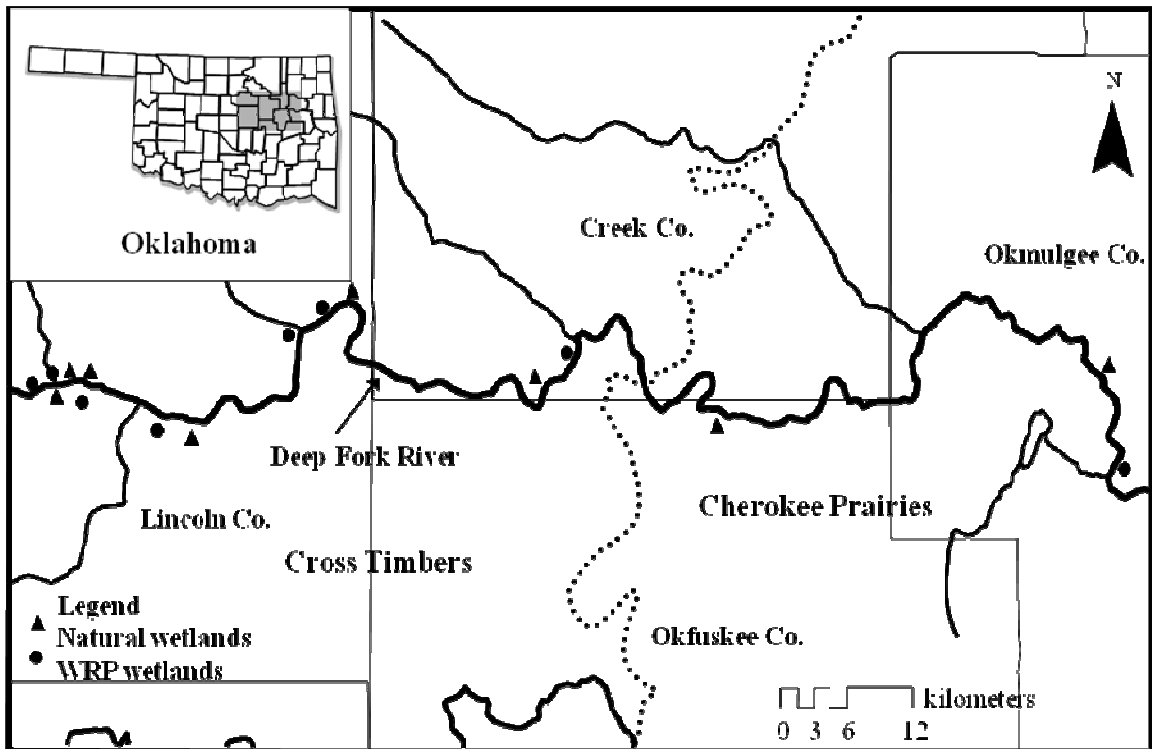 N
Creek Co.
Okmulgee Co.
Oklahoma
Deep Fork River
Cherokee Prairies
Lincoln Co.
Cross Timbers
Legend
Natural wetlands
WRP wetlands
Okfuskee Co.
kilometers
0 3 6 12